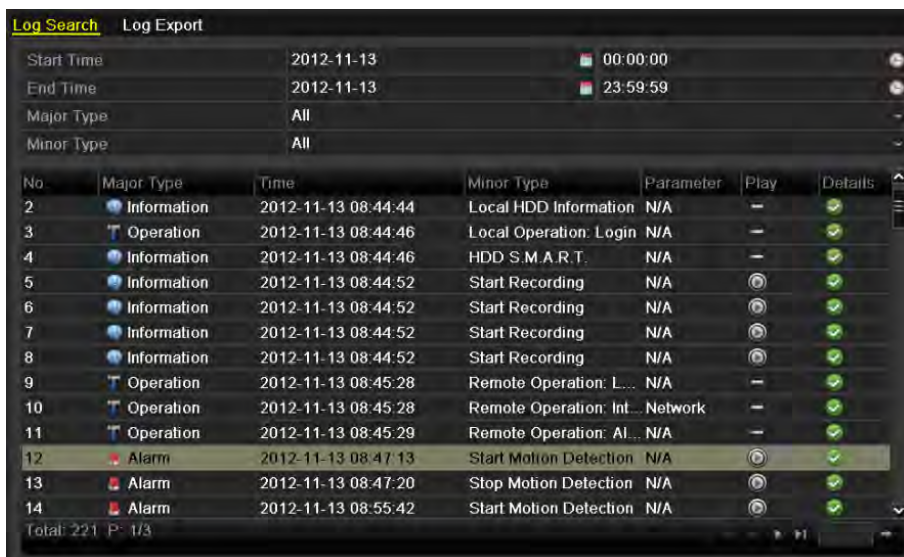 Log Search Log Export
Start Time 2012-11-13 00:00:00
End Time 2012-11-13 23:59:59
Major Type All
Minor Type All
No. Major Type Time Minor Type Parameter Play Details
2 Information 2012-11-13 08:44:44 Local HDD Information N/A —
3 Operation 2012-11-13 08:44:46 Local Operation: Login N/A —
4 Information 2012-11-13 08:44:46 HDD S.M.A.R.T. N/A —
5 Information 2012-11-13 08:44:52 Start Recording N/A
6 Information 2012-11-13 08:44:52 Start Recording N/A
7 Information 2012-11-13 08:44:52 Start Recording N/A
8 Information 2012-11-13 08:44:52 Start Recording N/A
9 Operation 2012-11-13 08:45:28 Remote Operation: L... N/A —
10 Operation 2012-11-13 08:45:28 Remote Operation: Int... Network —
11 Operation 2012-11-13 08:45:29 Remote Operation: Al... N/A —
12 Alarm 2012-11-13 08:47:13 Start Motion Detection N/A
13 Alarm 2012-11-13 08:47:20 Stop Motion Detection N/A
14 Alarm 2012-11-13 08:55:42 Start Motion Detection N/A
Total: 221 P: 1/3